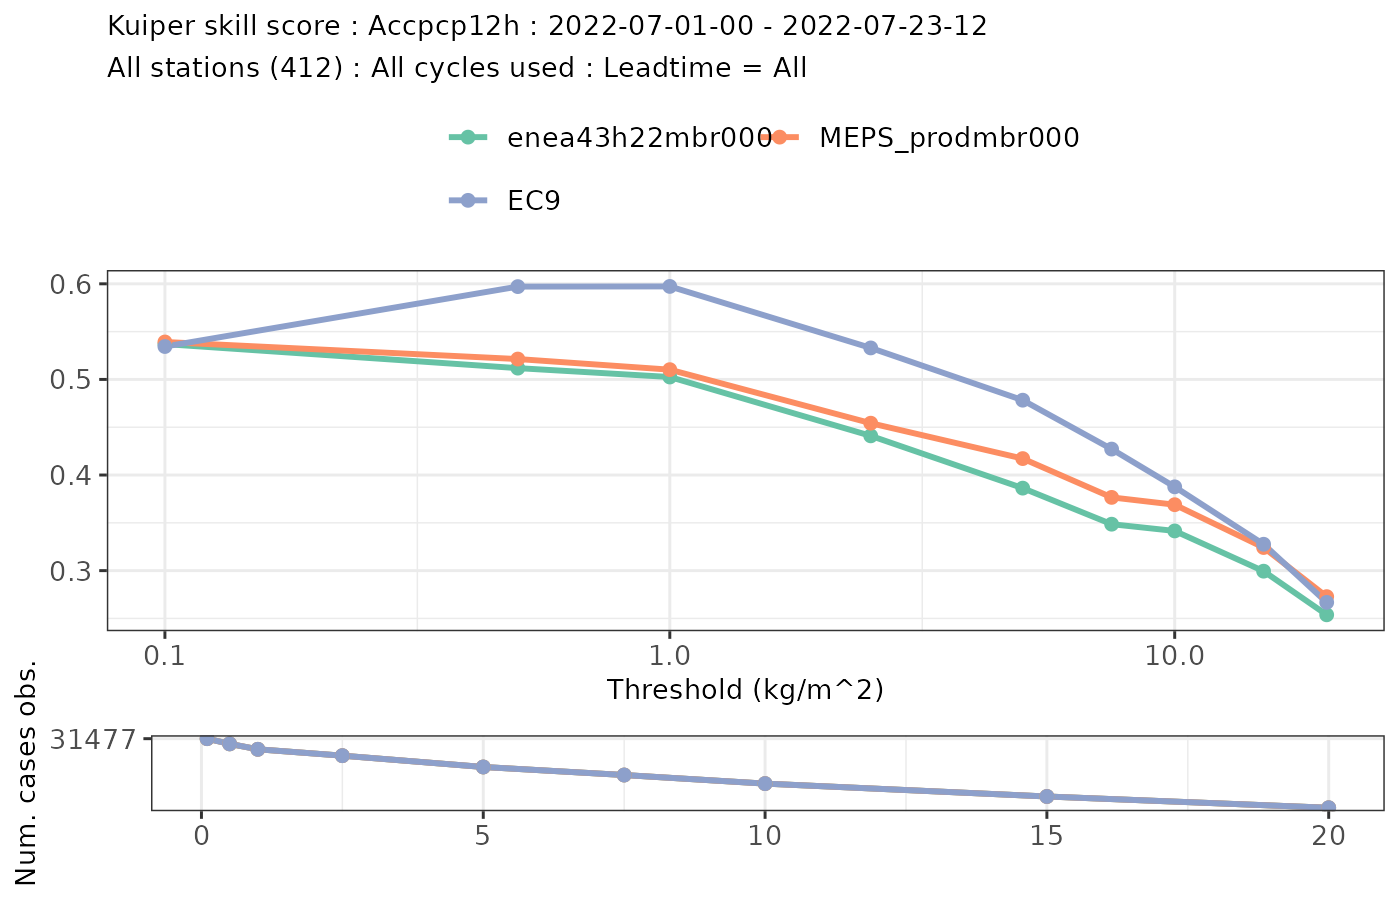 Kuiper skill score : Accpcp12h : 2022-07-01-00 - 2022-07-23-12
All stations (412) : All cycles used : Leadtime = All
enea43h22mbr000 MEPS_prodmbr000
EC9
0.6
0.5
0.4
0.3
0.1 1.0 10.0
Threshold (kg/m^2)
Num. cases obs.
31477
0 5 10 15 20